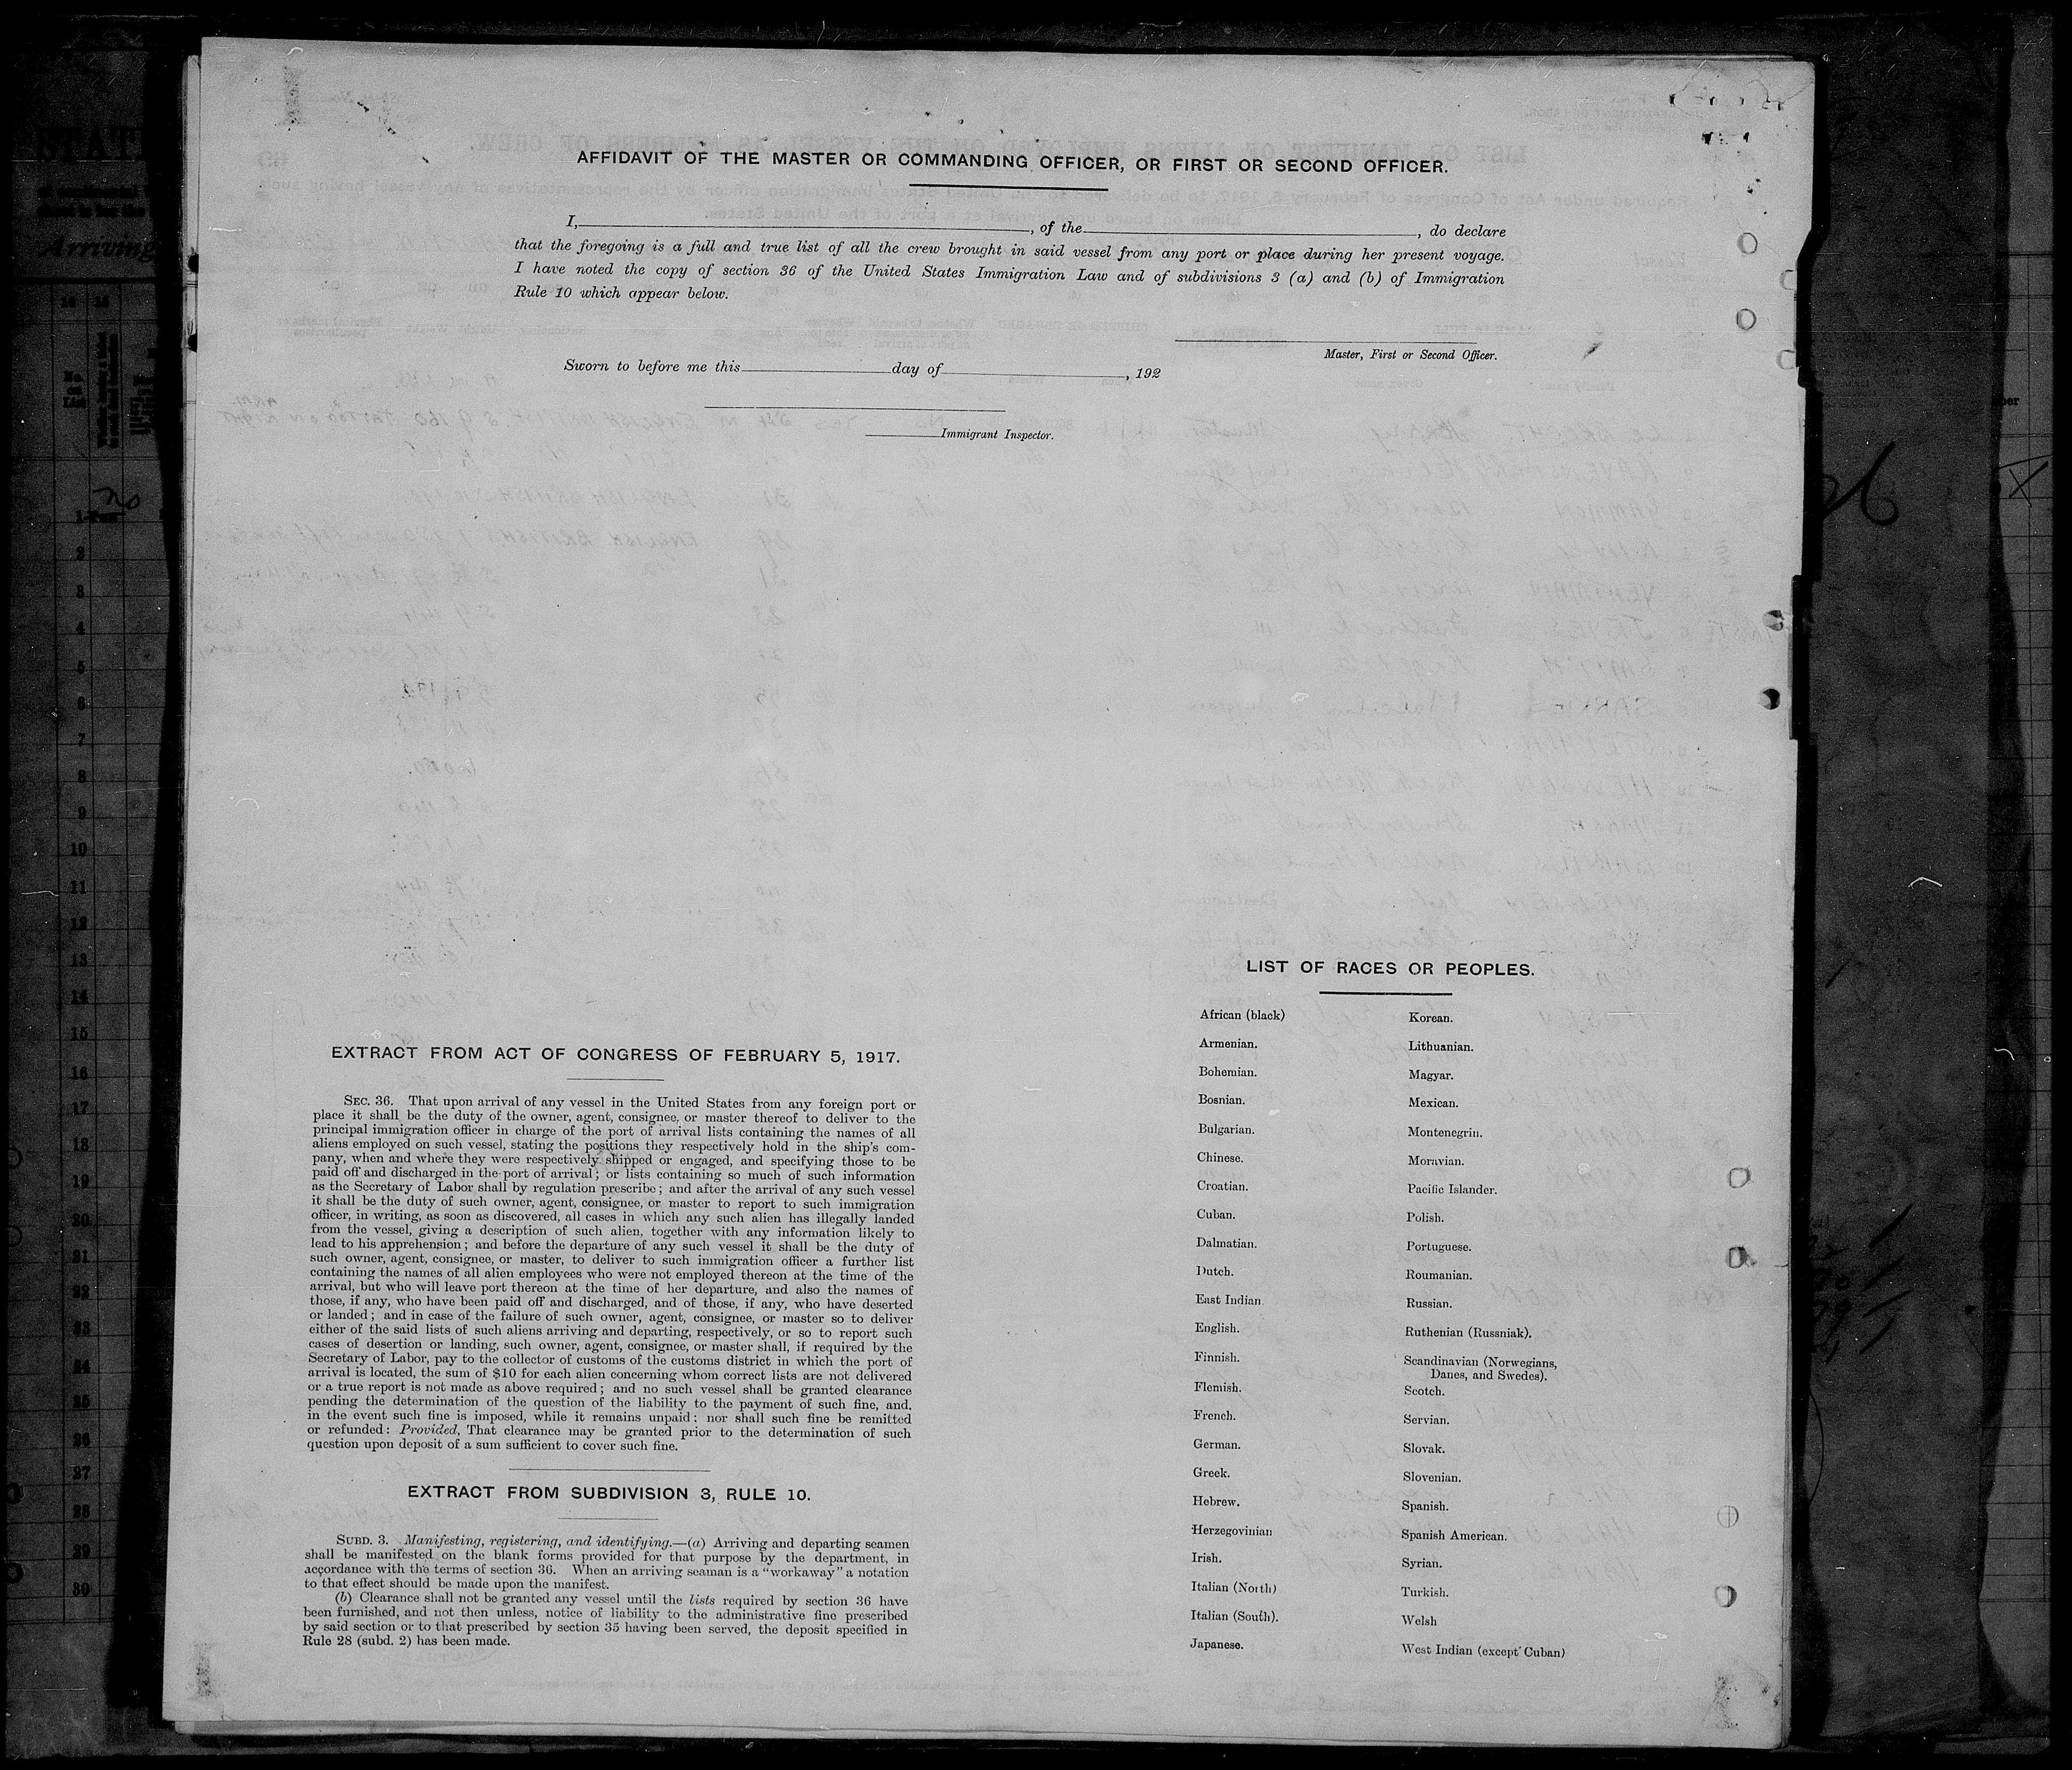 AFFIDAVIT OF THE MASTER OR COMMANDING OFFICER, OR FIRST OR SECOND OFFICER.
I, , of the , do declare
that the foregoing is a full and true list of all the crew brought in said vessel from any port or place during her present voyage.
I have noted the copy of section 36 of the United States Immigration Law and of subdivisions 3 (a) and (b) of Immigration
Rule 10 which appear below.
Master, First or Second Officer.
Sworn to before me this day of , 192
Immigrant Inspector.
EXTRACT FROM ACT OF CONGRESS OF FEBRUARY 5, 1917.
SEC. 36. That upon arrival of any vessel in the United States from any foreign port or
place it shall be the duty of the owner, agent, consignee, or master thereof to deliver to the
principal immigration officer in charge of the port of arrival lists containing the names of all
aliens employed on such vessel, stating the positions they respectively hold in the ship's com-
pany, when and where they were respectively shipped or engaged, and specifying those to be
paid off and discharged in the port of arrival; or lists containing so much of such information
as the Secretary of Labor shall by regulation prescribe; and after the arrival of any such vessel
it shall be the duty of such owner, agent, consignee, or master to report to such immigration
officer, in writing, as soon as discovered, all cases in which any such alien has illegally landed
from the vessel, giving a description of such alien, together with any information likely to
lead to his apprehension; and before the departure of any such vessel it shall be the duty of
such owner, agent, consignee, or master, to deliver to such immigration officer a further list
containing the names of all alien employees who were not employed thereon at the time of the
arrival, but who will leave port thereon at the time of her departure, and also the names of
those, if any, who have been paid off and discharged, and of those, if any, who have deserted
or landed; and in case of the failure of such owner, agent, consignee, or master so to deliver
either of the said lists of such aliens arriving and departing, respectively, or so to report such
cases of desertion or landing, such owner, agent, consignee, or master shall, if required by the
Secretary of Labor, pay to the collector of customs of the customs district in which the port of
arrival is located, the sum of $10 for each alien concerning whom correct lists are not delivered
or a true report is not made as above required; and no such vessel shall be granted clearance
pending the determination of the question of the liability to the payment of such fine, and,
in the event such fine is imposed, while it remains unpaid; nor shall such fine be remitted
or refunded: Provided, That clearance may be granted prior to the determination of such
question upon deposit of a sum sufficient to cover such fine.
EXTRACT FROM SUBDIVISION 3, RULE 10.
SUBD. 3. Manifesting, registering, and identifying.—(a) Arriving and departing seamen
shall be manifested on the blank forms provided for that purpose by the department, in
accordance with the terms of section 36. When an arriving seaman is a "workaway" a notation
to that effect should be made upon the manifest.
(b) Clearance shall not be granted any vessel until the lists required by section 36 have
been furnished, and not then unless, notice of liability to the administrative fine prescribed
by said section or to that prescribed by section 35 having been served, the deposit specified in
Rule 28 (subd. 2) has been made.
LIST OF RACES OR PEOPLES.
African (black)
Armenian.
Bohemian.
Bosnian.
Bulgarian.
Chinese.
Croatian.
Cuban.
Dalmatian.
Dutch.
East Indian
English.
Finnish.
Flemish.
French.
German.
Greek.
Hebrew.
Herzegovinian
Irish.
Italian (North)
Italian (South).
Japanese.
Korean.
Lithuanian.
Magyar.
Mexican.
Montenegrin.
Moravian.
Pacific Islander.
Polish.
Portuguese.
Roumanian.
Russian.
Ruthenian (Russniak).
Scandinavian (Norwegians,
Danes, and Swedes).
Scotch.
Servian.
Slovak.
Slovenian.
Spanish.
Spanish American.
Syrian.
Turkish.
Welsh
West Indian (except Cuban)
Arriving
1
2
3
4
5
6
7
8
9
10
11
12
13
14
15
16
17
18
19
20
21
22
23
24
25
26
27
28
29
30